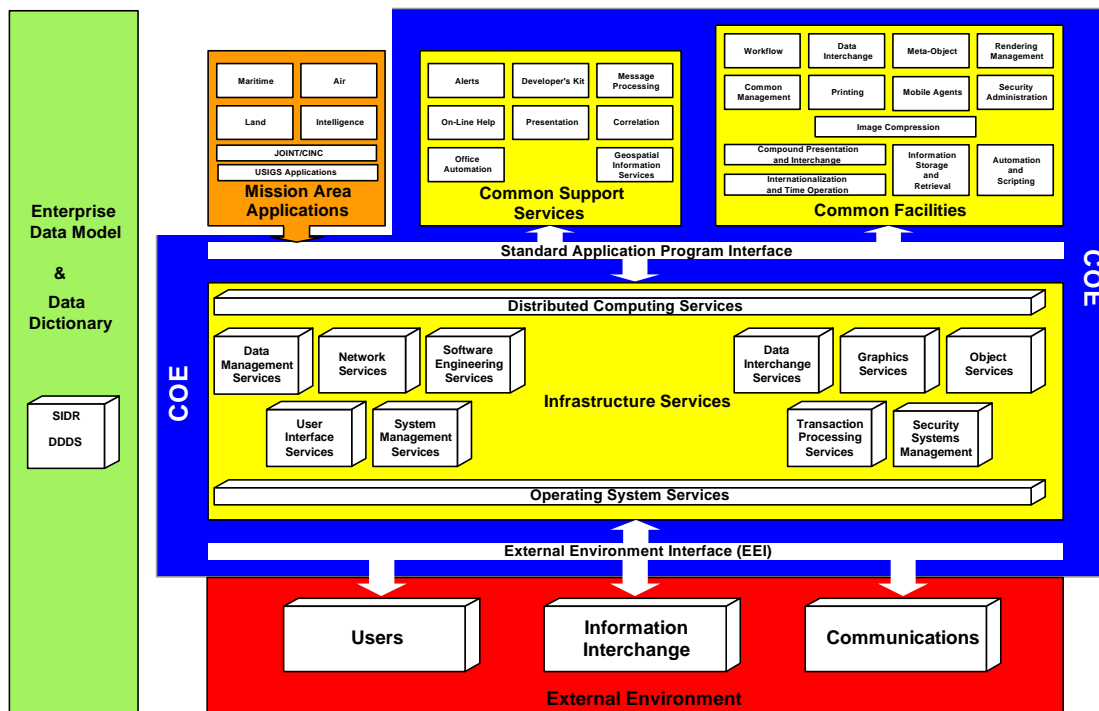 Enterprise
Data Model
&
Data
Dictionary
SIDR
DDDS
Maritime
Air
Land
Intelligence
JOINT/CINC
USIGS Applications
Mission Area
Applications
Alerts
Developer's Kit
Message
Processing
On-Line Help
Presentation
Correlation
Office
Automation
Geospatial
Information
Services
Common Support
Services
Workflow
Data
Interchange
Meta-Object
Rendering
Management
Common
Management
Printing
Mobile Agents
Security
Administration
Image Compression
Compound Presentation
and Interchange
Internationalization
and Time Operation
Information
Storage
and
Retrieval
Automation
and
Scripting
Common Facilities
Standard Application Program Interface
COE
COE
Distributed Computing Services
Data
Management
Services
Network
Services
Software
Engineering
Services
Data
Interchange
Services
Graphics
Services
Object
Services
Infrastructure Services
User
Interface
Services
System
Management
Services
Transaction
Processing
Services
Security
Systems
Management
Operating System Services
External Environment Interface (EEI)
Users
Information
Interchange
Communications
External Environment